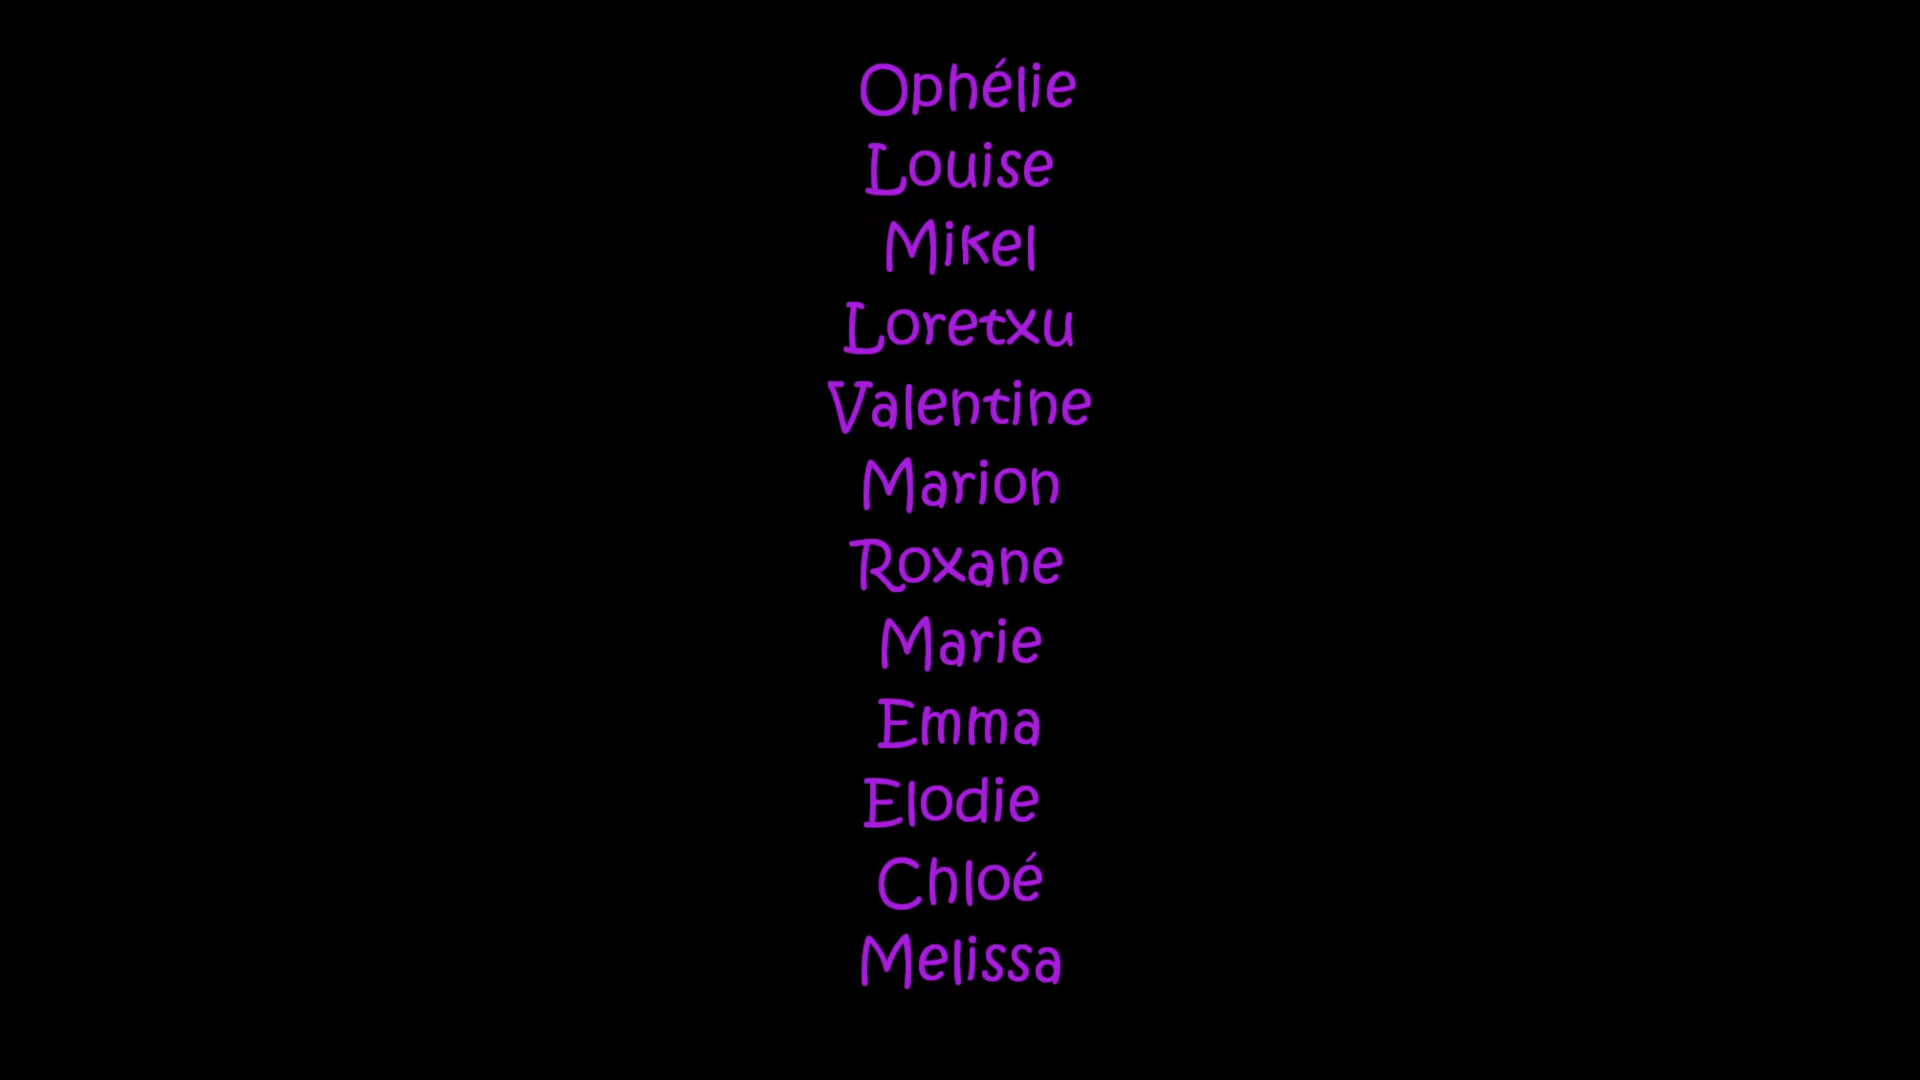 Ophélie
Louise
Mikel
Loretxu
Valentine
Marion
Roxane
Marie
Emma
Elodie
Chloé
Melissa